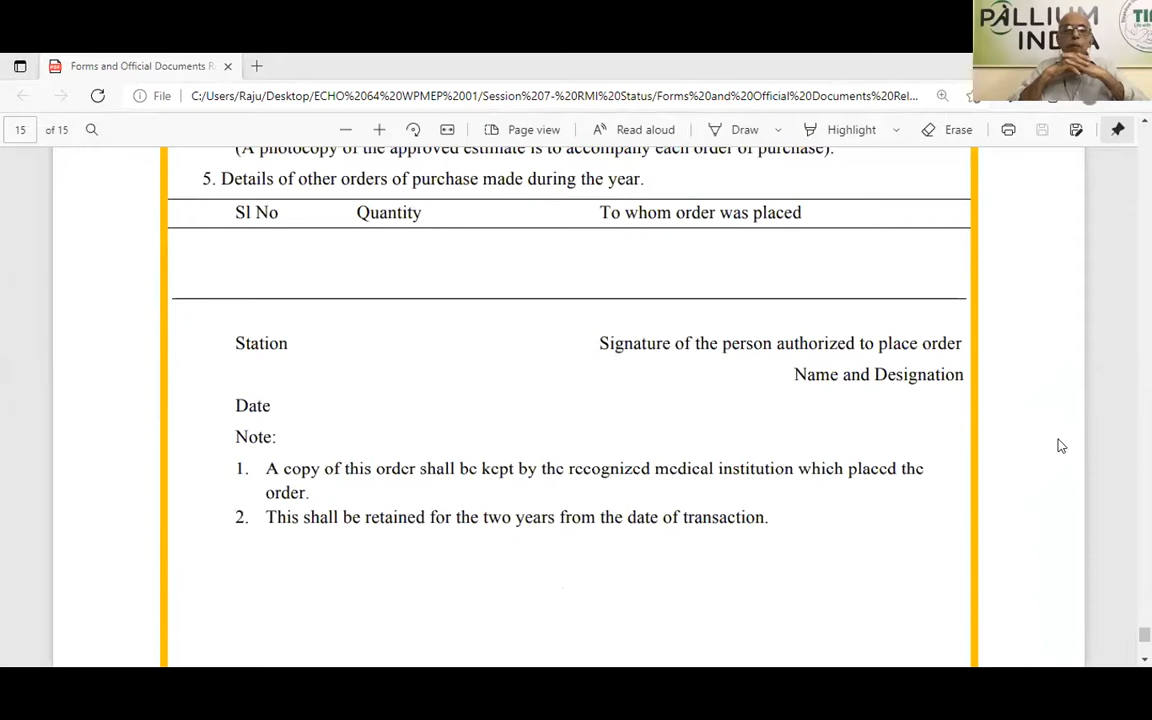 PALLIUM
INDIA
TI
Forms and Official Documents R
File
C:/Users/Raju/Desktop/ECHO%2064%20WPMEP%2001/Session%207-%20RMI%20Status/Forms%20and%20Official%20Documents%20Rel...
15 of 15
Page view
Read aloud
Draw
Highlight
Erase
(A photocopy of the approved estimate is to accompany each order of purchase).
5. Details of other orders of purchase made during the year.
Sl No Quantity To whom order was placed
Station Signature of the person authorized to place order
Name and Designation
Date
Note:
1. A copy of this order shall be kept by the recognized medical institution which placed the
order.
2. This shall be retained for the two years from the date of transaction.